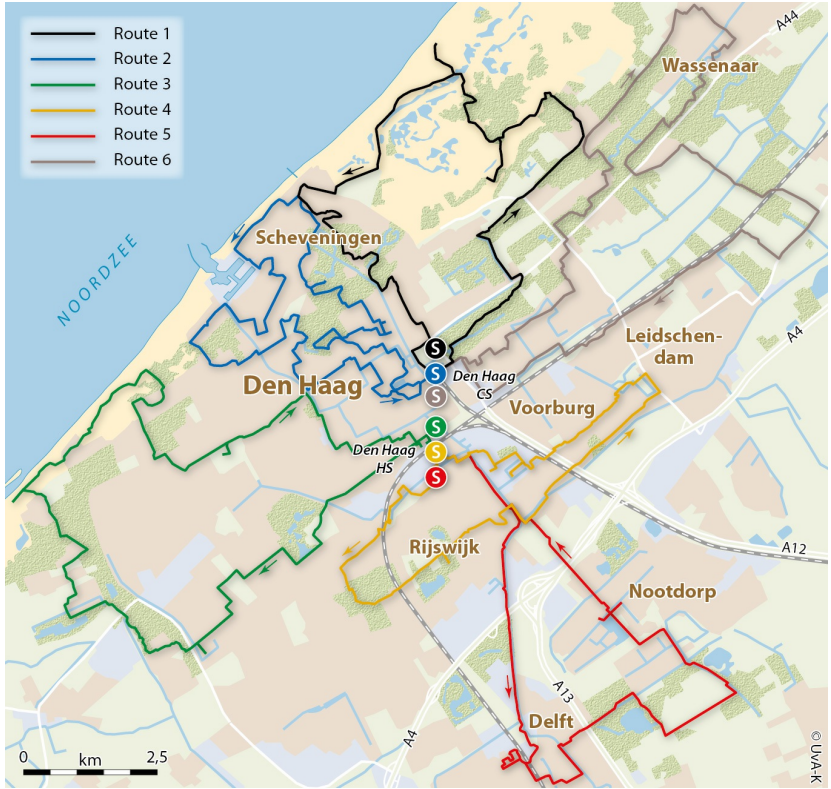 Route 1
Route 2
Route 3
Route 4
Route 5
Route 6
A44
Wassenaar
NOORDZEE
Scheveningen
Leidschen-
dam
A4
S
S
Den Haag
CS
S
Den Haag
Voorburg
S
Den Haag
HS
S
S
Rijswijk
A12
Nootdorp
A13
Delft
A4
0 km 2,5
© UvA-K